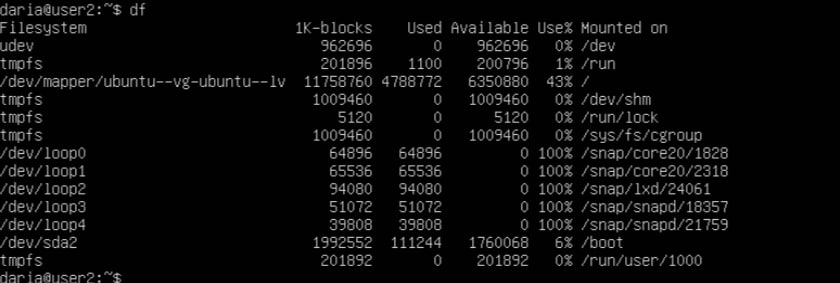 daria@user2:~$ df
Filesystem 1K-blocks Used Available Use% Mounted on
udev 962696 0 962696 0% /dev
tmpfs 201896 1100 200796 1% /run
/dev/mapper/ubuntu--vg-ubuntu--lv 11758760 4788772 6350880 43% /
tmpfs 1009460 0 1009460 0% /dev/shm
tmpfs 5120 0 5120 0% /run/lock
tmpfs 1009460 0 1009460 0% /sys/fs/cgroup
/dev/loop0 64896 64896 0 100% /snap/core20/1828
/dev/loop1 65536 65536 0 100% /snap/core20/2318
/dev/loop2 94080 94080 0 100% /snap/lxd/24061
/dev/loop3 51072 51072 0 100% /snap/snapd/18357
/dev/loop4 39808 39808 0 100% /snap/snapd/21759
/dev/sda2 1992552 111244 1760068 6% /boot
tmpfs 201892 0 201892 0% /run/user/1000
daria@user2:~$